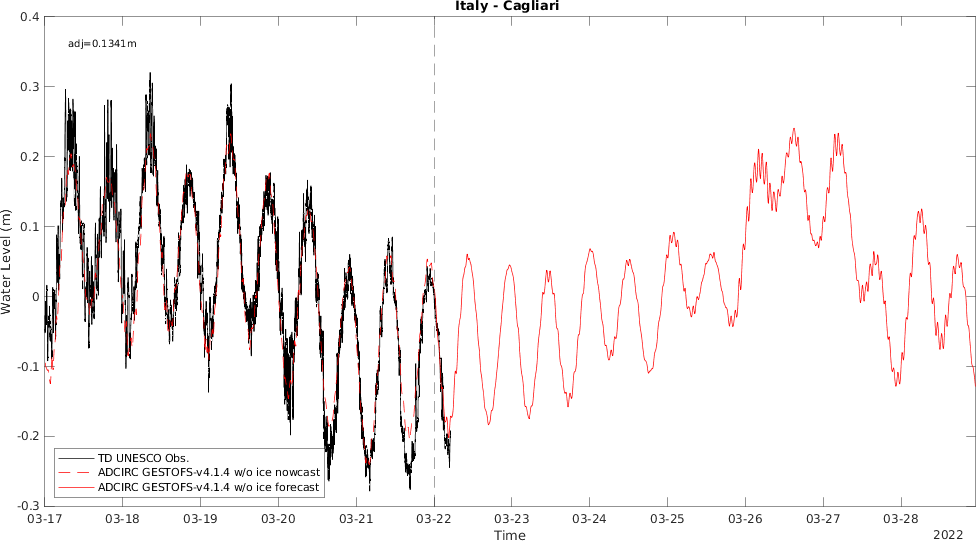 Italy - Cagliari
adj=0.1341m
Water Level (m)
0.4
0.3
0.2
0.1
0
-0.1
-0.2
-0.3
TD UNESCO Obs.
ADCIRC GESTOFS-v4.1.4 w/o ice nowcast
ADCIRC GESTOFS-v4.1.4 w/o ice forecast
03-17 03-18 03-19 03-20 03-21 03-22 03-23 03-24 03-25 03-26 03-27 03-28
Time
2022